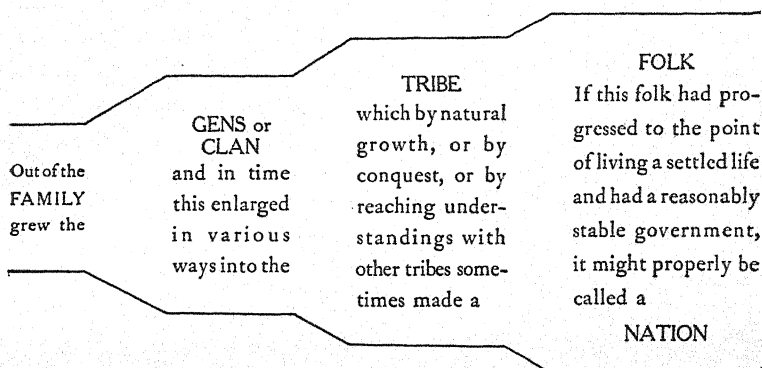 Out of the
FAMILY
grew the
GENS or
CLAN
and in time
this enlarged
in various
ways into the
TRIBE
which by natural
growth, or by
conquest, or by
reaching under-
standings with
other tribes some-
times made a
FOLK
If this folk had pro-
gressed to the point
of living a settled life
and had a reasonably
stable government,
it might properly be
called a
NATION